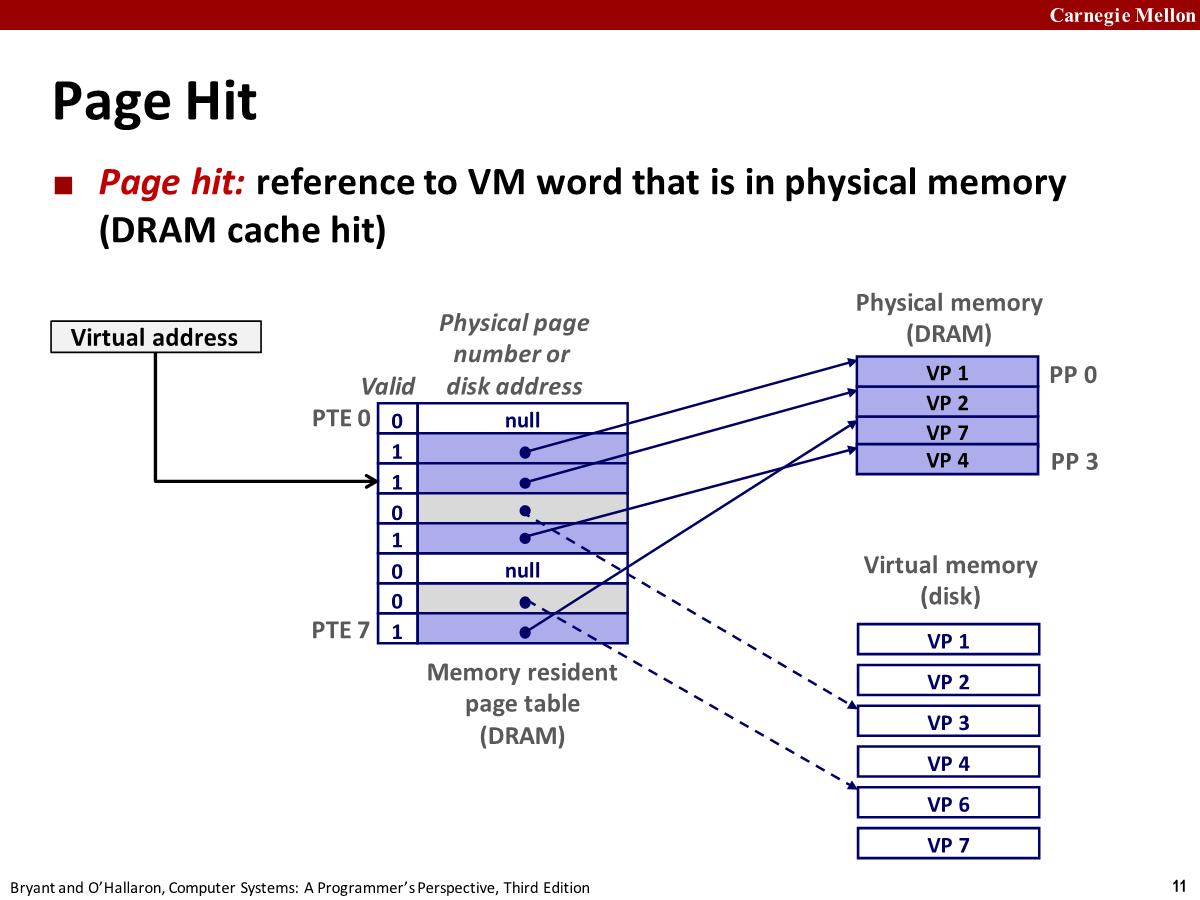 Carnegie Mellon
Page Hit
Page hit: reference to VM word that is in physical memory
(DRAM cache hit)
Virtual address
Physical page
number or
disk address
Valid
PTE 0
0
null
1
1
0
1
0
null
0
PTE 7
1
Memory resident
page table
(DRAM)
Physical memory
(DRAM)
VP 1
PP 0
VP 2
VP 7
VP 4
PP 3
Virtual memory
(disk)
VP 1
VP 2
VP 3
VP 4
VP 6
VP 7
Bryant and O’Hallaron, Computer Systems: A Programmer’s Perspective, Third Edition
11